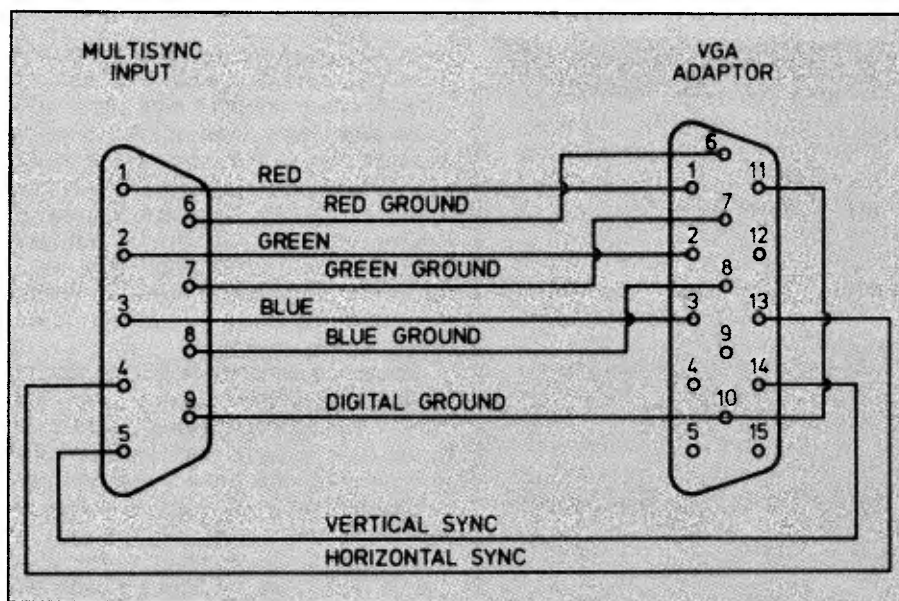 MULTISYNC
INPUT
VGA
ADAPTOR
1
2
3
4
5
6
7
8
9
RED
RED GROUND
GREEN
GREEN GROUND
BLUE
BLUE GROUND
DIGITAL GROUND
VERTICAL SYNC
HORIZONTAL SYNC
6
1
11
7
2
12
8
3
13
9
4
14
10
5
15